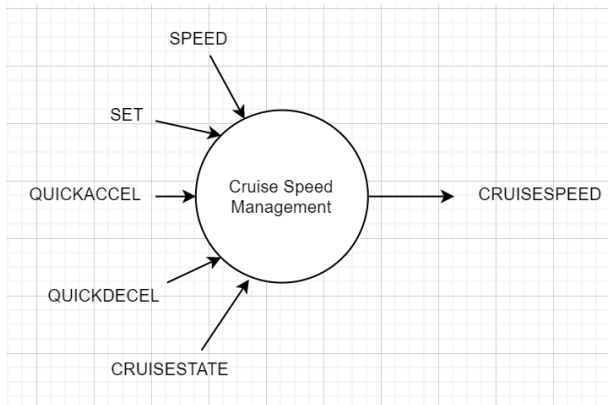 SPEED
SET
QUICKACCEL
Cruise Speed
Management
CRUISESPEED
QUICKDECEL
CRUISESTATE